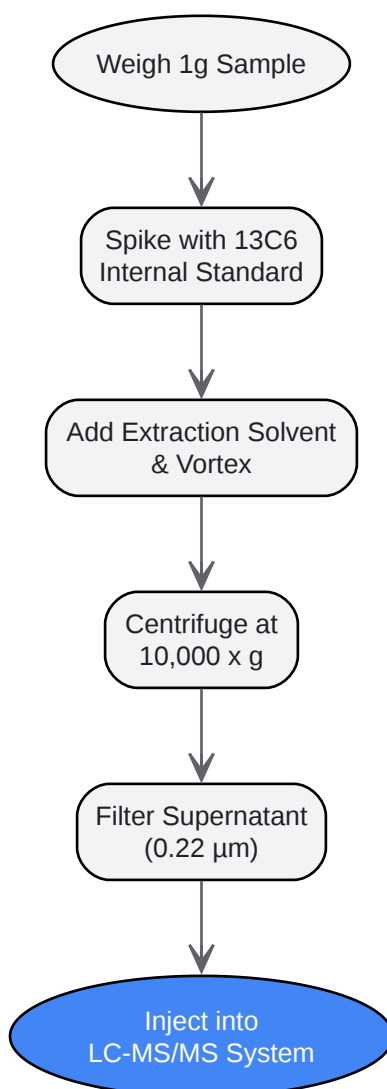 Weigh 1g Sample
Spike with 13C6
Internal Standard
Add Extraction Solvent
& Vortex
Centrifuge at
10,000 x g
Filter Supernatant
(0.22 µm)
Inject into
LC-MS/MS System